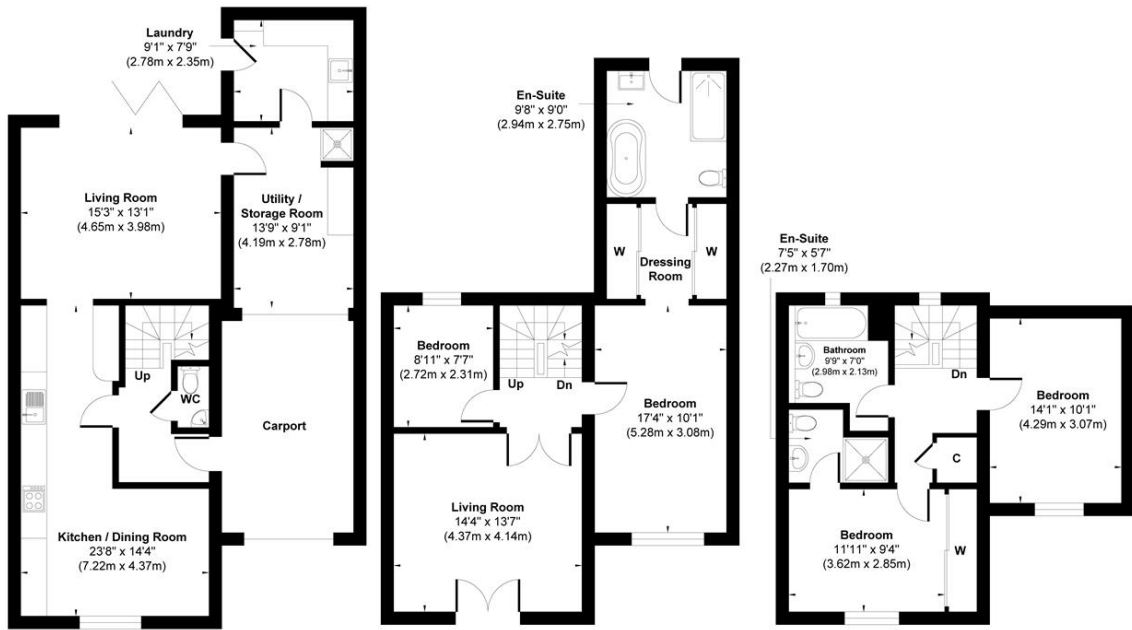 Laundry
9'1" x 7'9"
(2.78m x 2.35m)
Living Room
15'3" x 13'1"
(4.65m x 3.98m)
Utility /
Storage Room
13'9" x 9'1"
(4.19m x 2.78m)
Up
WC
Carport
Kitchen / Dining Room
23'8" x 14'4"
(7.22m x 4.37m)
En-Suite
9'8" x 9'0"
(2.94m x 2.75m)
W
Dressing
Room
W
Bedroom
8'11" x 7'7"
(2.72m x 2.31m)
Up
Dn
Bedroom
17'4" x 10'1"
(5.28m x 3.08m)
Living Room
14'4" x 13'7"
(4.37m x 4.14m)
En-Suite
7'5" x 5'7"
(2.27m x 1.70m)
Bathroom
9'9" x 7'0"
(2.98m x 2.13m)
Dn
Bedroom
14'1" x 10'1"
(4.29m x 3.07m)
C
Bedroom
11'11" x 9'4"
(3.62m x 2.85m)
W